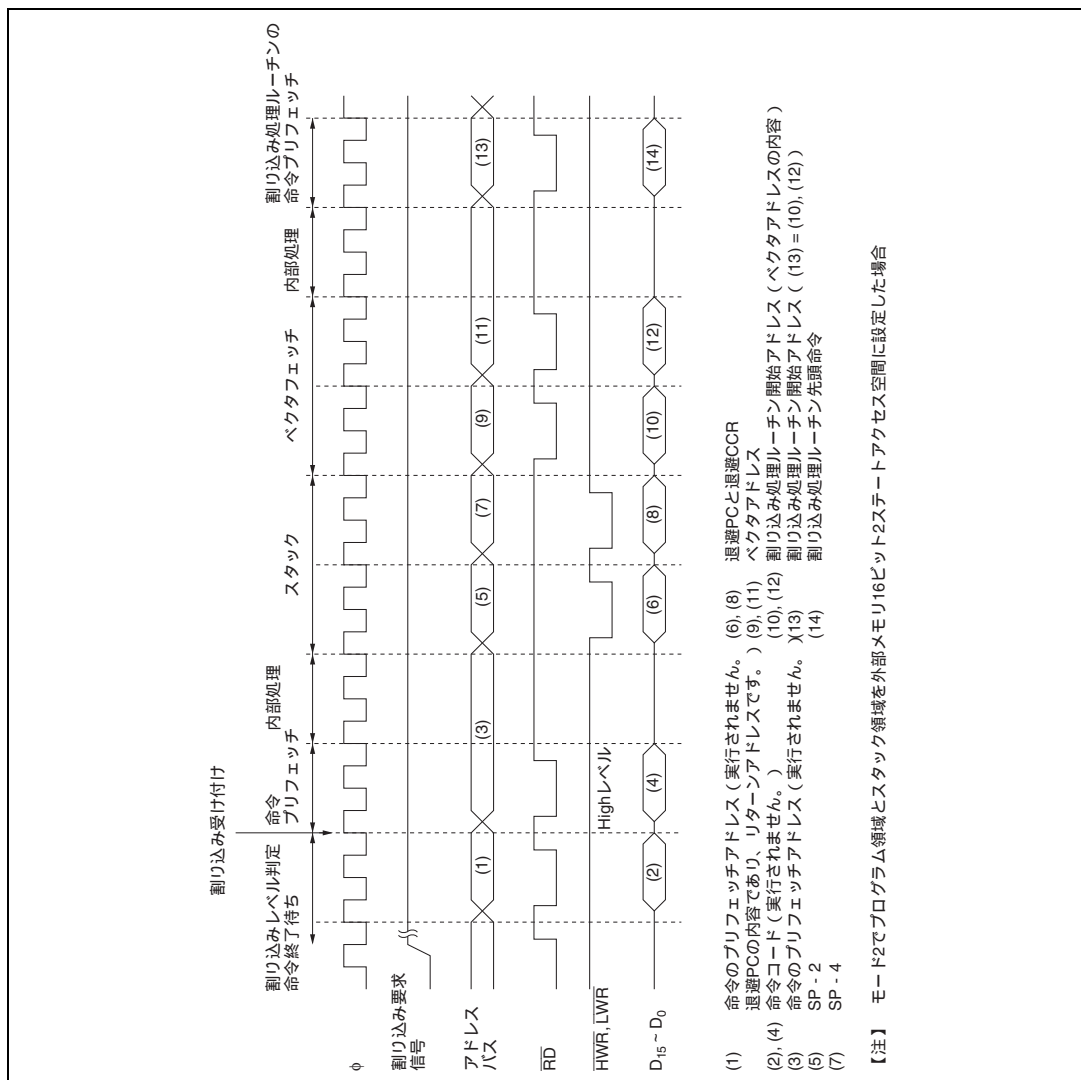 割り込み受け付け
割り込みレベル判定
命令終了待ち
命令
プリフェッチ
内部処理
スタック
ベクタフェッチ
内部処理
割り込み処理ルーチンの
命令プリフェッチ
φ
割り込み要求
信号
アドレス
バス
(1)
(3)
(5)
(7)
(9)
(11)
(13)
RD
HWR, LWR
Highレベル
D15 ~ D0
(2)
(4)
(6)
(8)
(10)
(12)
(14)
(1) 命令のプリフェッチアドレス（実行されません。
退避PCの内容であり、リターンアドレスです。）
(2), (4) 命令コード（実行されません。）
(3) 命令のプリフェッチアドレス（実行されません。）
(5) SP - 2
(7) SP - 4
(6), (8) 退避PCと退避CCR
(9), (11) ベクタアドレス
(10), (12) 割り込み処理ルーチン開始アドレス（ベクタアドレスの内容）
(13) 割り込み処理ルーチン開始アドレス（ (13) = (10), (12) ）
(14) 割り込み処理ルーチン先頭命令
【注】 モード2でプログラム領域とスタック領域を外部メモリ16ビット2ステートアクセス空間に設定した場合